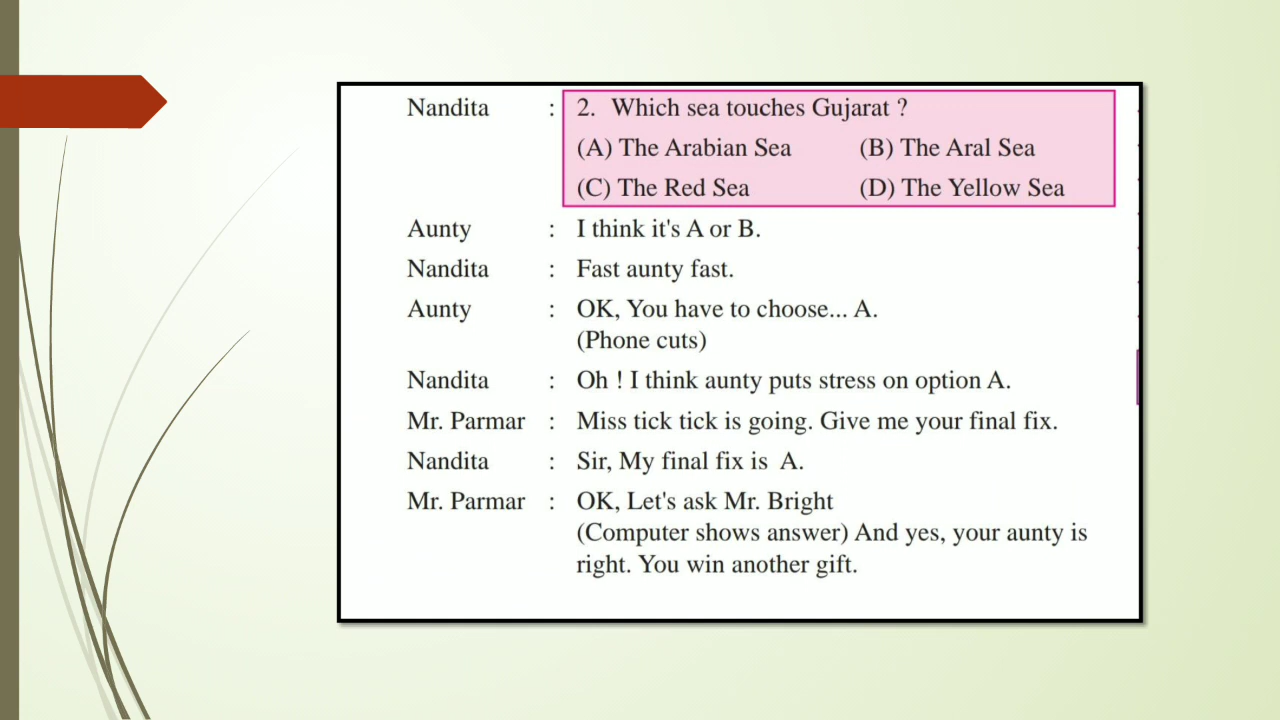 Nandita : 2. Which sea touches Gujarat ?
(A) The Arabian Sea (B) The Aral Sea
(C) The Red Sea (D) The Yellow Sea
Aunty : I think it's A or B.
Nandita : Fast aunty fast.
Aunty : OK, You have to choose... A.
(Phone cuts)
Nandita : Oh ! I think aunty puts stress on option A.
Mr. Parmar : Miss tick tick is going. Give me your final fix.
Nandita : Sir, My final fix is A.
Mr. Parmar : OK, Let's ask Mr. Bright
(Computer shows answer) And yes, your aunty is
right. You win another gift.